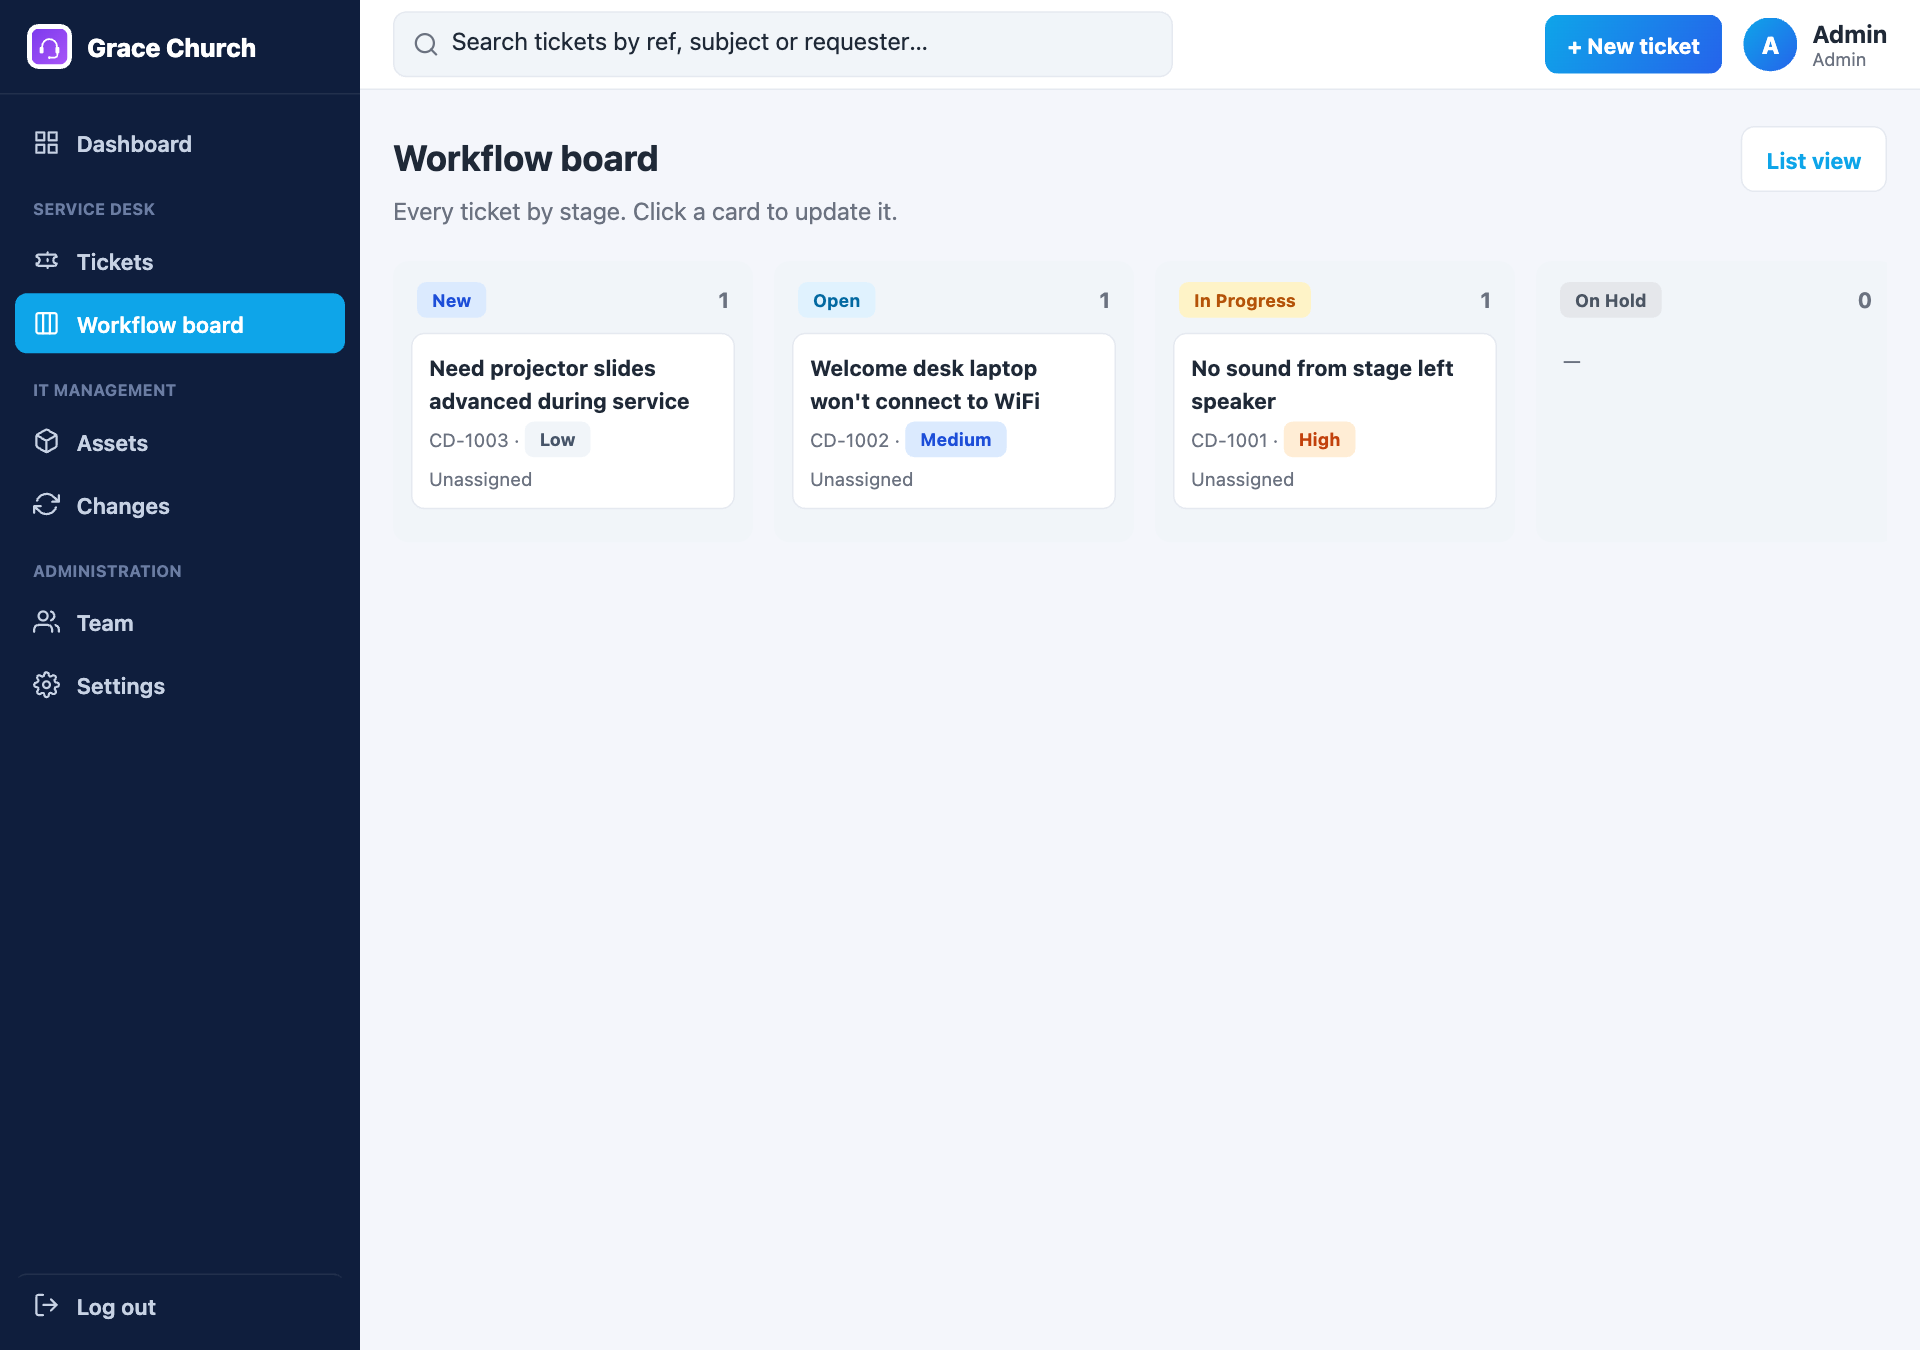 Grace Church
Dashboard
SERVICE DESK
Tickets
Workflow board
IT MANAGEMENT
Assets
Changes
ADMINISTRATION
Team
Settings
Log out
Search tickets by ref, subject or requester...
+ New ticket
A
Admin
Admin
Workflow board
Every ticket by stage. Click a card to update it.
List view
New 1
Need projector slides
advanced during service
CD-1003 · Low
Unassigned
Open 1
Welcome desk laptop
won't connect to WiFi
CD-1002 · Medium
Unassigned
In Progress 1
No sound from stage left
speaker
CD-1001 · High
Unassigned
On Hold 0
—